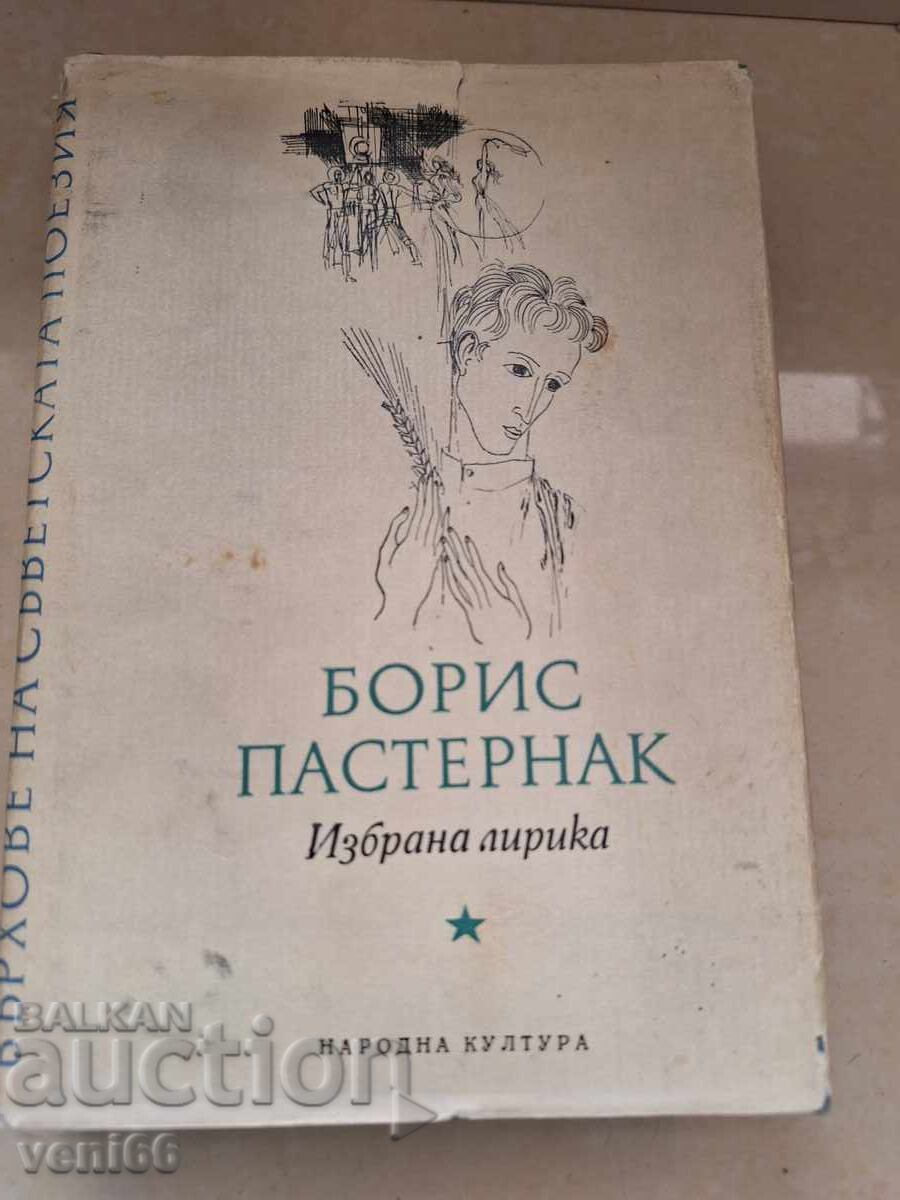 ВЪРХОВЕ НА СЪВЕТСКАТА ПОЕЗИЯ
БОРИС
ПАСТЕРНАК
Избрана лирика
НАРОДНА КУЛТУРА
BALKAN
auction
veni66